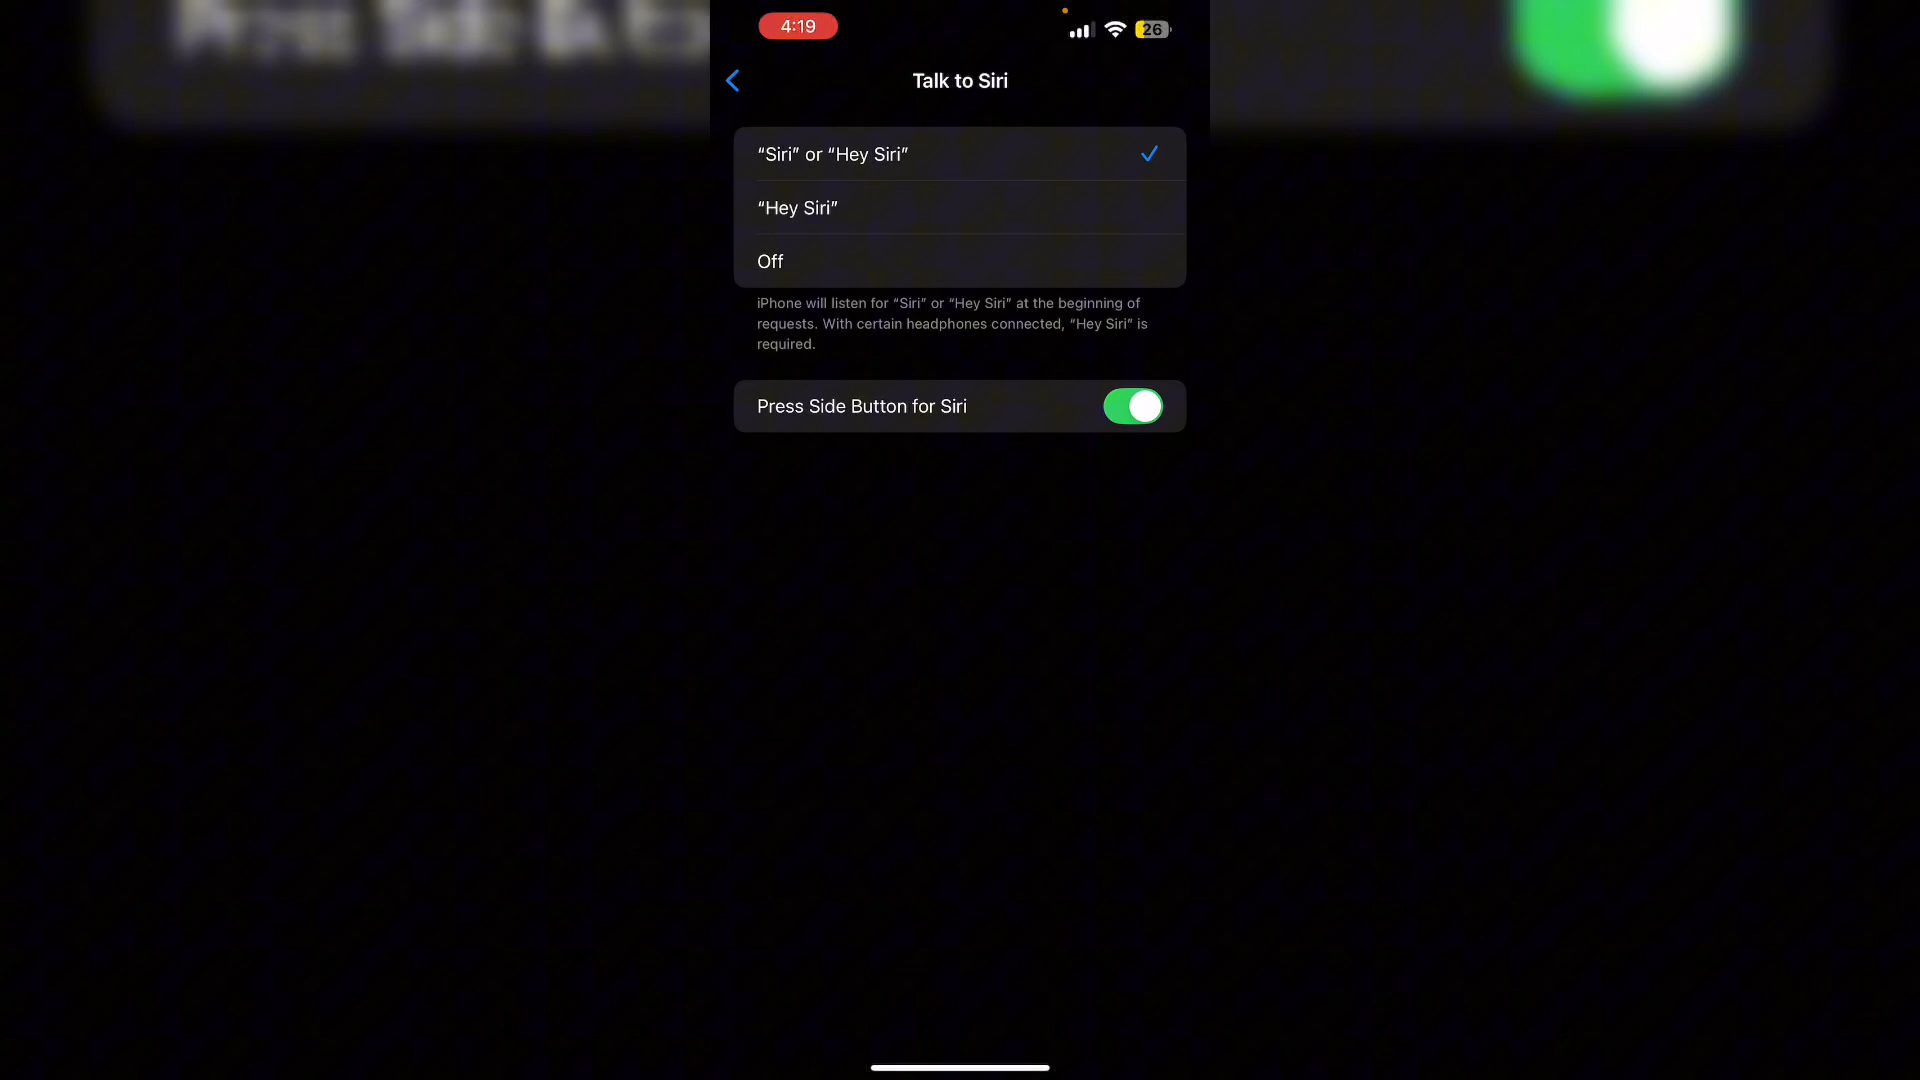 4:19
26
Talk to Siri
“Siri” or “Hey Siri”
“Hey Siri”
Off
iPhone will listen for “Siri” or “Hey Siri” at the beginning of
requests. With certain headphones connected, “Hey Siri” is
required.
Press Side Button for Siri